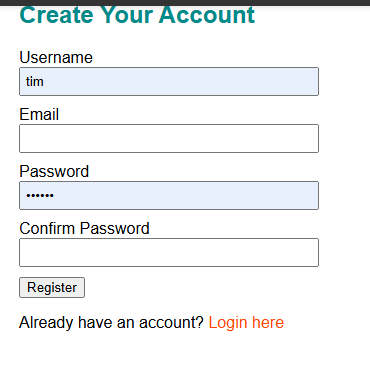 Create Your Account
Username
tim
Email
Password
••••••
Confirm Password
Register
Already have an account? Login here